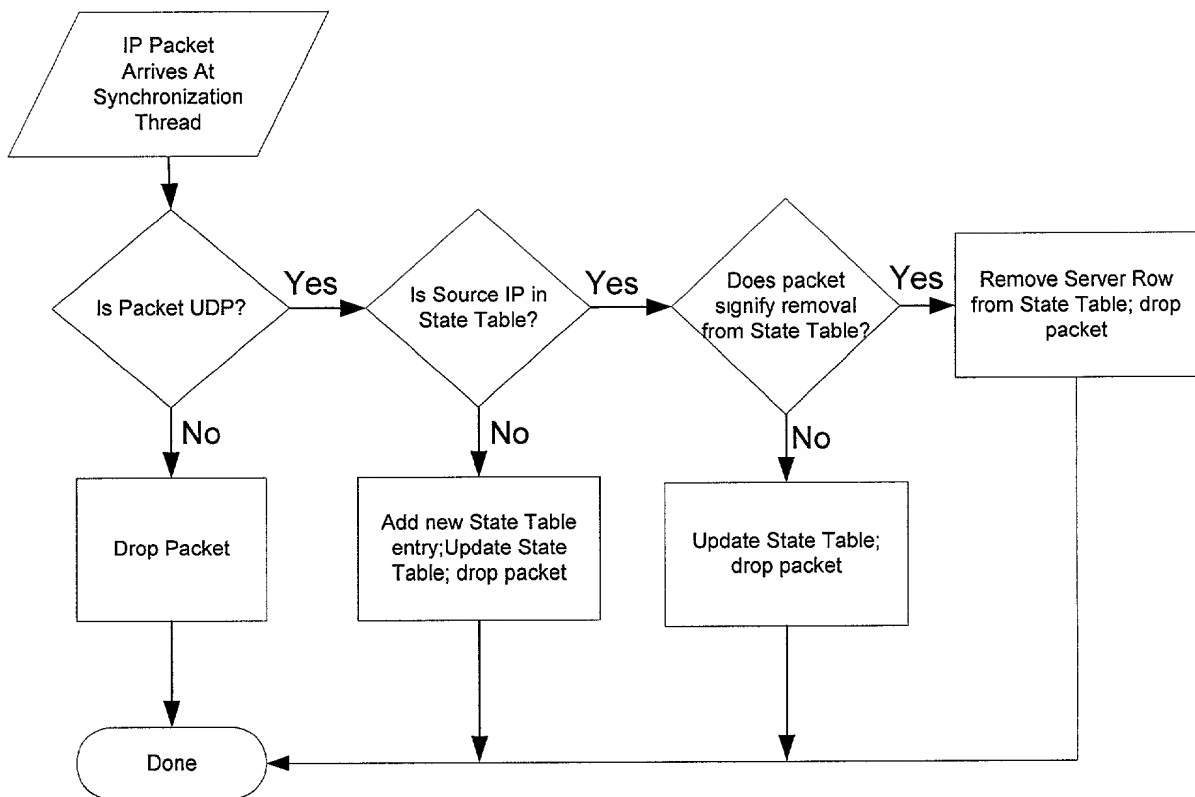 IP Packet
Arrives At
Synchronization
Thread
Is Packet UDP?
Yes
Is Source IP in
State Table?
Yes
Does packet
signify removal
from State Table?
Yes
Remove Server Row
from State Table; drop
packet
No
No
No
Drop Packet
Add new State Table
entry;Update State
Table; drop packet
Update State Table;
drop packet
Done